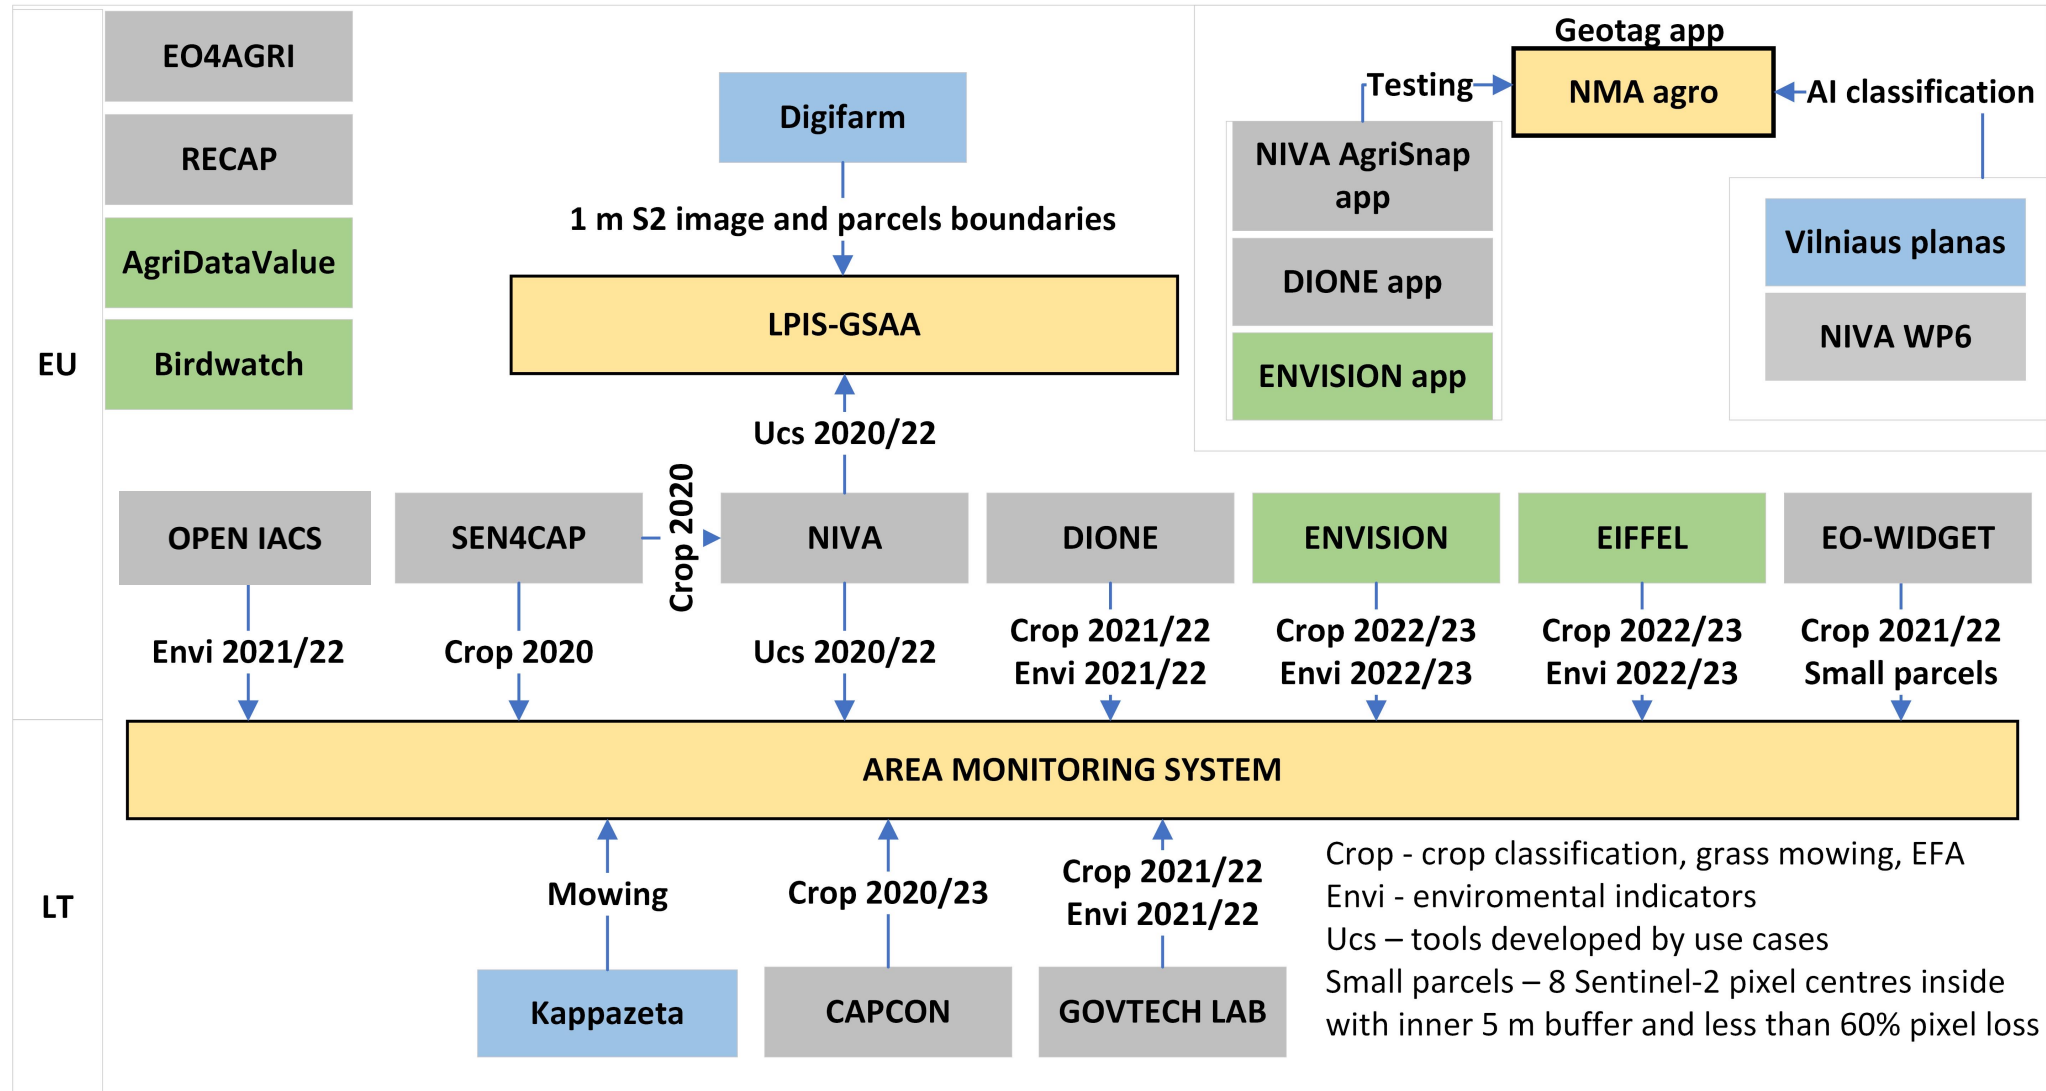 EU
LT
EO4AGRI
RECAP
AgriDataValue
Birdwatch
Digifarm
1 m S2 image and parcels boundaries
LPIS-GSAA
Ucs 2020/22
Geotag app
NMA agro
Testing
AI classification
NIVA AgriSnap
app
DIONE app
ENVISION app
Vilniaus planas
NIVA WP6
OPEN IACS
SEN4CAP
Crop 2020
NIVA
DIONE
ENVISION
EIFFEL
EO-WIDGET
Envi 2021/22
Crop 2020
Ucs 2020/22
Crop 2021/22
Envi 2021/22
Crop 2022/23
Envi 2022/23
Crop 2022/23
Envi 2022/23
Crop 2021/22
Small parcels
AREA MONITORING SYSTEM
Mowing
Crop 2020/23
Crop 2021/22
Envi 2021/22
Kappazeta
CAPCON
GOVTECH LAB
Crop - crop classification, grass mowing, EFA
Envi - enviromental indicators
Ucs – tools developed by use cases
Small parcels – 8 Sentinel-2 pixel centres inside
with inner 5 m buffer and less than 60% pixel loss